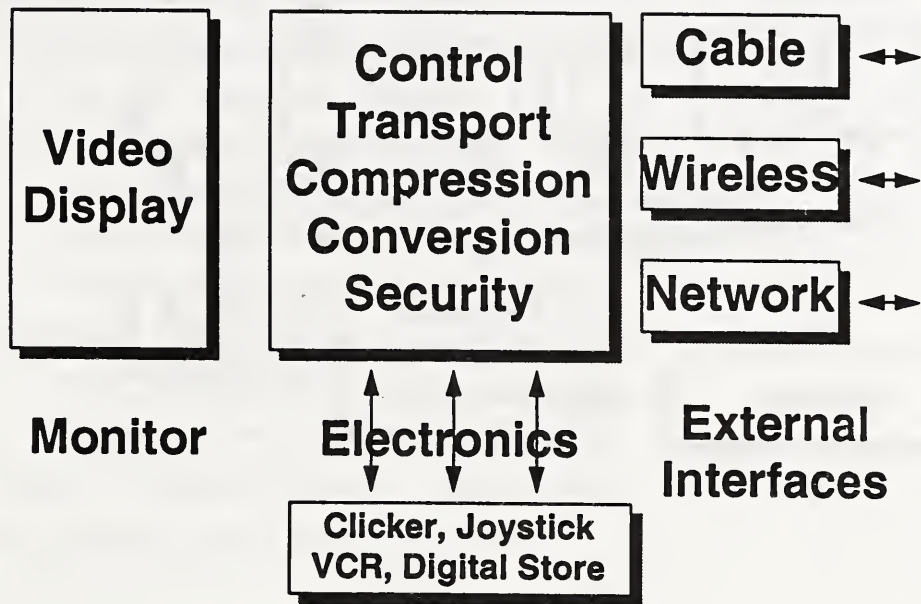 Video
Display
Control
Transport
Compression
Conversion
Security
Cable
Wireless
Network
Monitor
Electronics
External
Interfaces
Clicker, Joystick
VCR, Digital Store